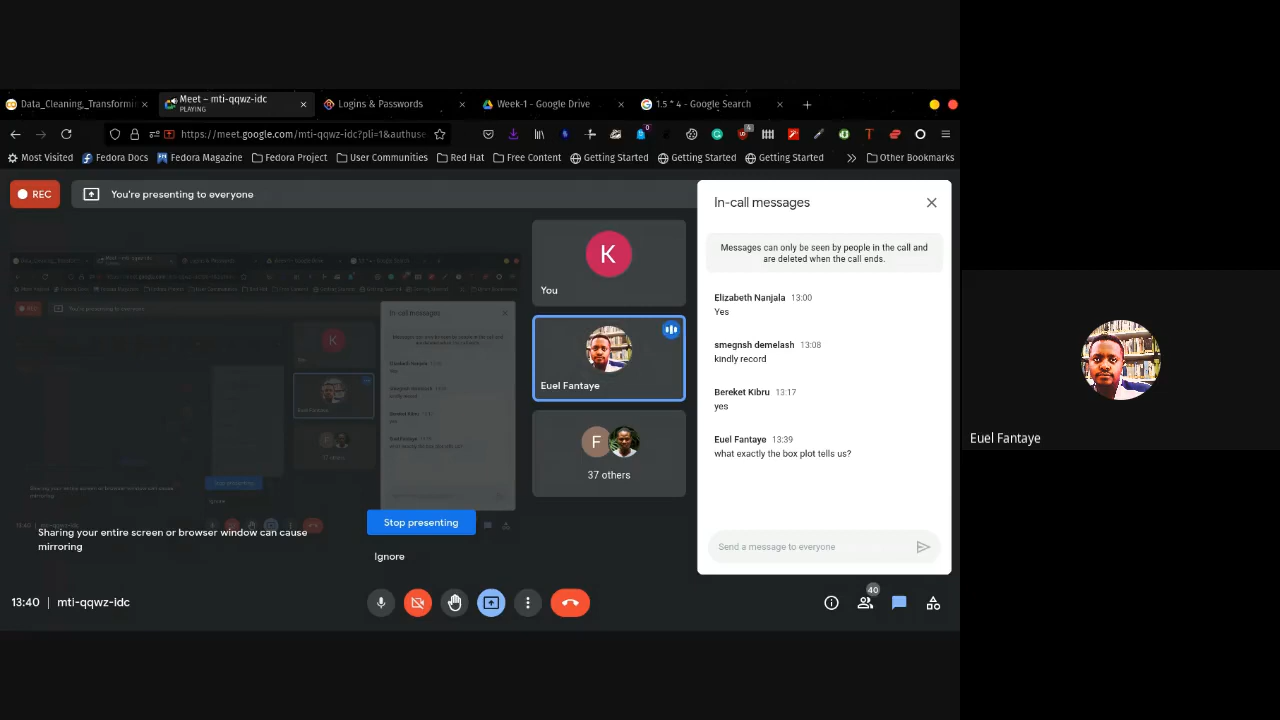 Data_Cleaning,_Transformin
Meet – mti-qqwz-idc
PLAYING
Logins & Passwords
Week-1 - Google Drive
1.5 * 4 - Google Search
https://meet.google.com/mti-qqwz-idc?pli=1&authuse
Most Visited
Fedora Docs
Fedora Magazine
Fedora Project
User Communities
Red Hat
Free Content
Getting Started
Getting Started
Getting Started
Other Bookmarks
REC
You're presenting to everyone
K
You
Euel Fantaye
F
37 others
Sharing your entire screen or browser window can cause
mirroring
Stop presenting
Ignore
In-call messages
Messages can only be seen by people in the call and
are deleted when the call ends.
Elizabeth Nanjala 13:00
Yes
smegnsh demelash 13:08
kindly record
Bereket Kibru 13:17
yes
Euel Fantaye 13:39
what exactly the box plot tells us?
Send a message to everyone
13:40 | mti-qqwz-idc
40
Euel Fantaye